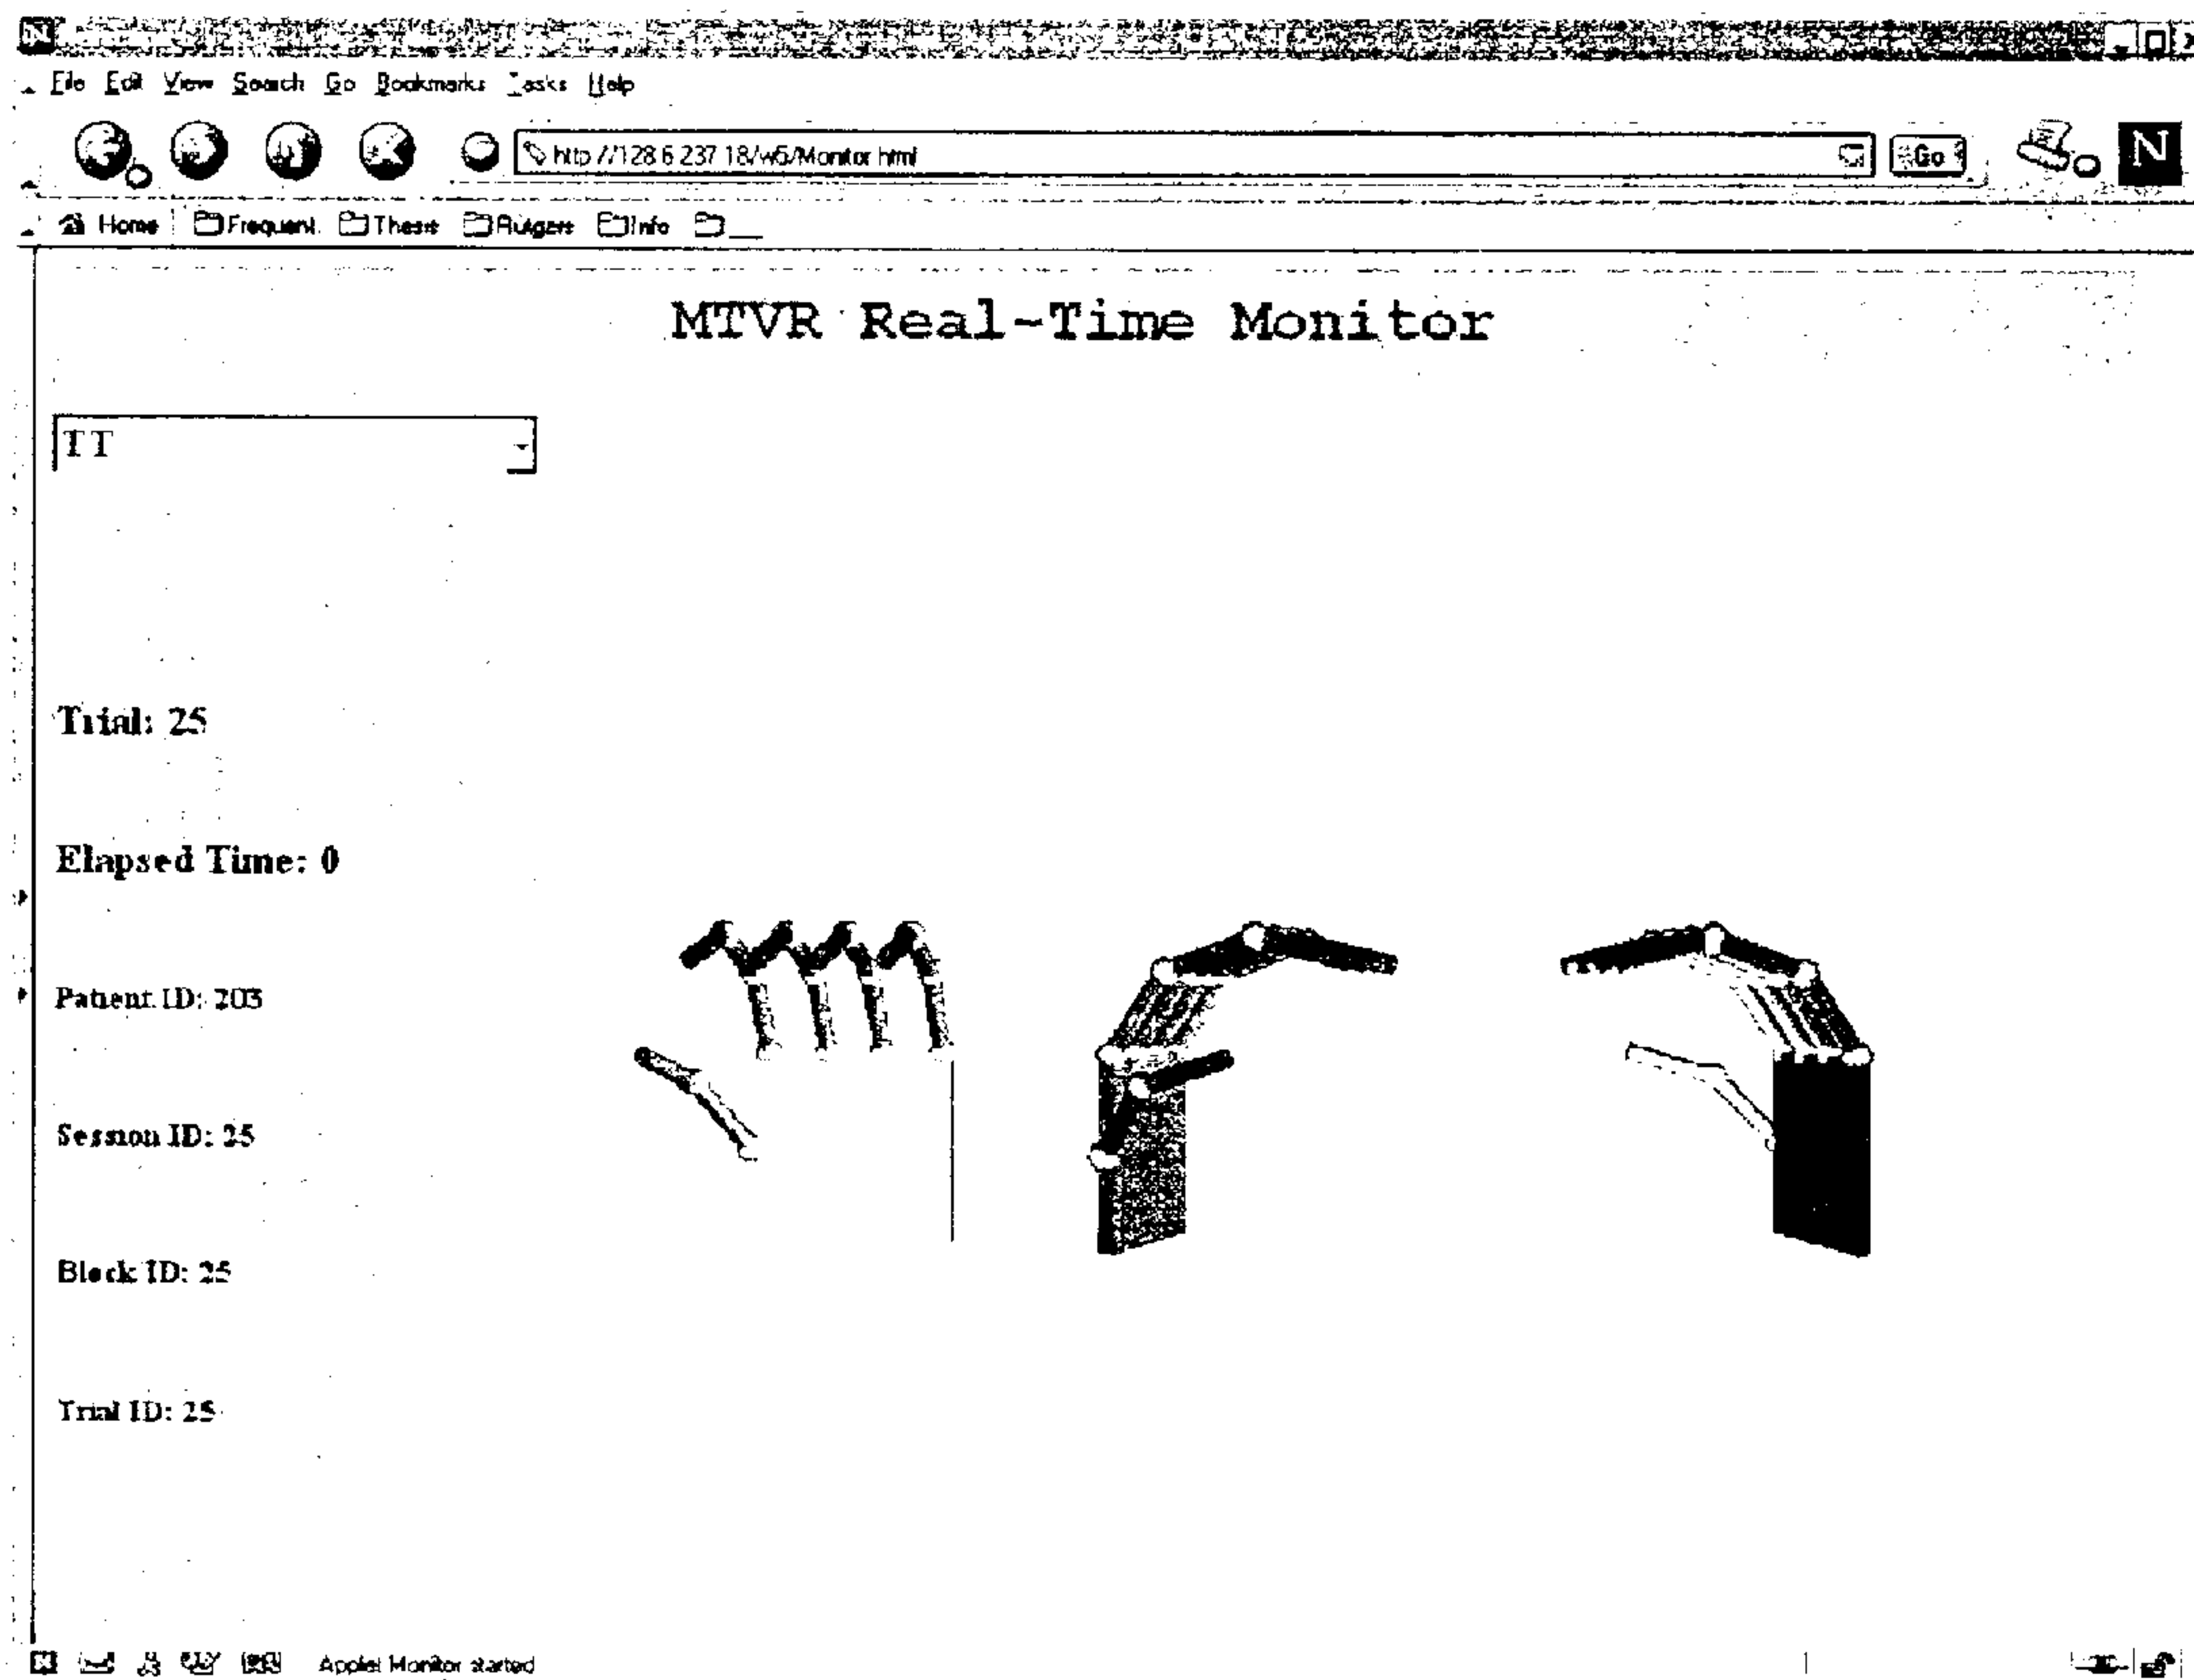 N
File Edit View Search Go Bookmarks Tasks Help
http://128.6.237.18/w5/Monitor.html Go N
Home Frequent Thesis Rutgers Info
MTVR Real-Time Monitor
TT
Trial: 25
Elapsed Time: 0
Patient ID: 203
Session ID: 25
Block ID: 25
Trial ID: 25
Applet Monitor started